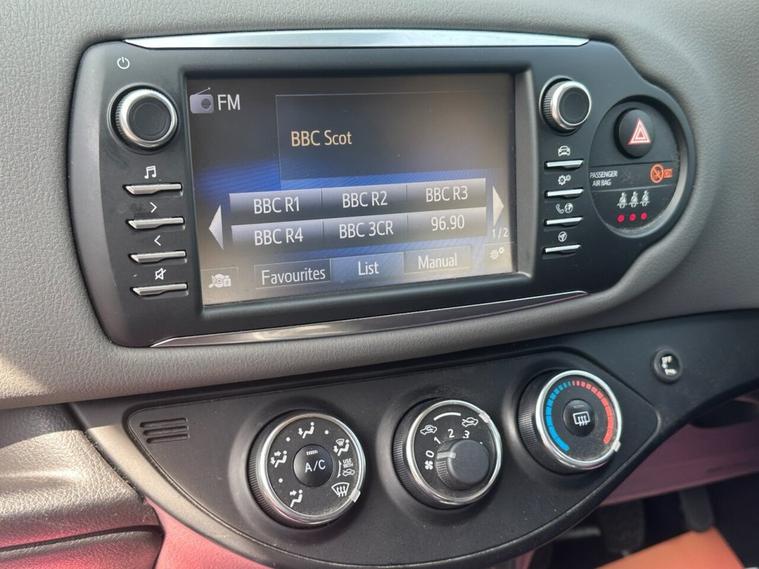 FM
BBC Scot
BBC R1 BBC R2 BBC R3
BBC R4 BBC 3CR 96.90
1/2
Favourites List Manual
PASSENGER
AIR BAG
A/C
0 1 2 3 4